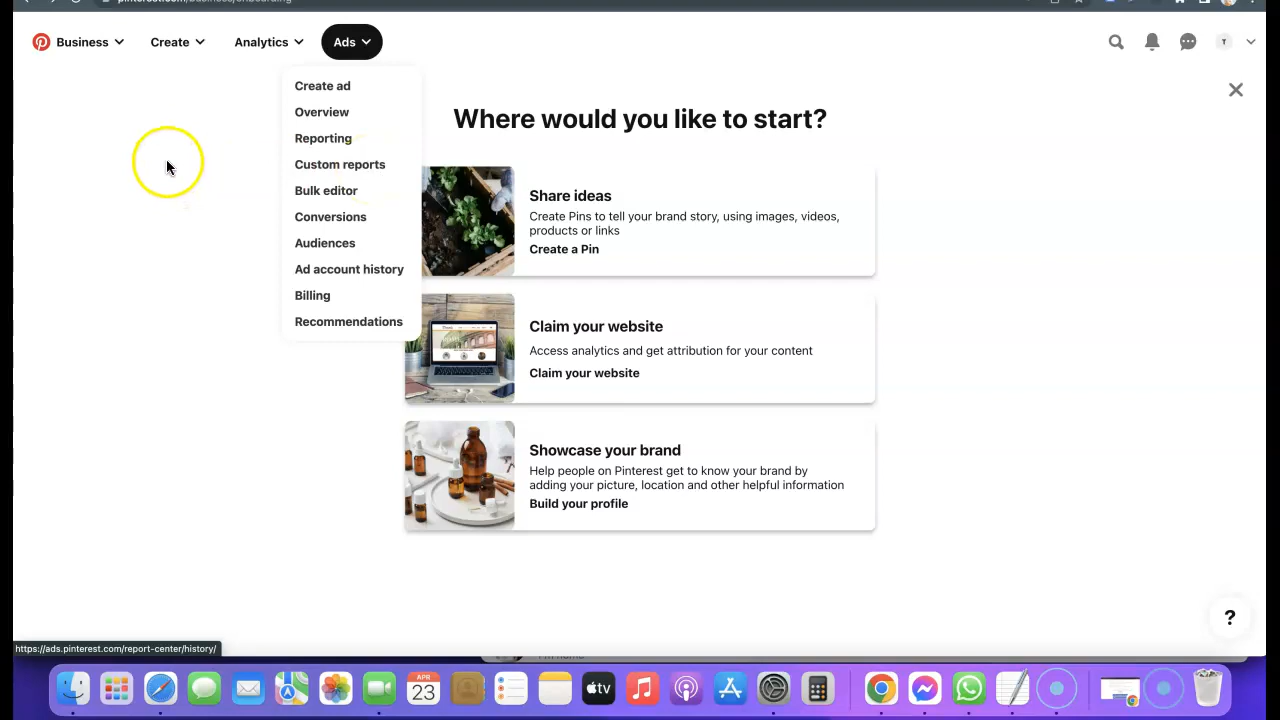 Business
Create
Analytics
Ads
T
Create ad
Overview
Reporting
Custom reports
Bulk editor
Conversions
Audiences
Ad account history
Billing
Recommendations
Where would you like to start?
Share ideas
Create Pins to tell your brand story, using images, videos,
products or links
Create a Pin
Claim your website
Access analytics and get attribution for your content
Claim your website
Showcase your brand
Help people on Pinterest get to know your brand by
adding your picture, location and other helpful information
Build your profile
?
https://ads.pinterest.com/report-center/history/
APR
23
tv